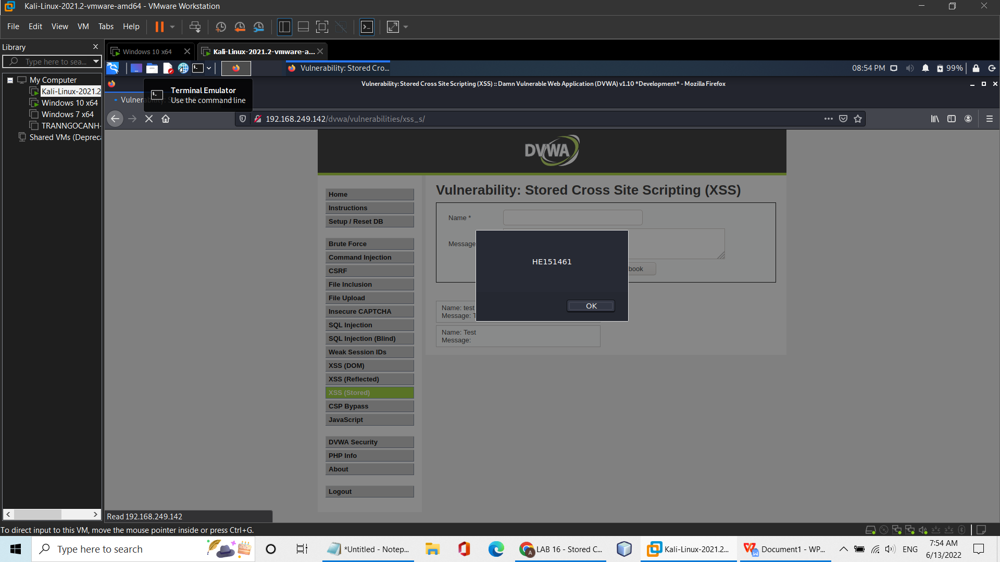 Kali-Linux-2021.2-vmware-amd64 - VMware Workstation
File Edit View VM Tabs Help
Library
Type here to sea...
Windows 10 x64
Kali-Linux-2021.2-vmware-a...
My Computer
Kali-Linux-2021.2
Windows 10 x64
Windows 7 x64
TRANNGOCANH-
Shared VMs (Depreca
Vulnerability: Stored Cro...
08:54 PM
99%
Vulnerability: Stored Cross Site Scripting (XSS) :: Damn Vulnerable Web Application (DVWA) v1.10 *Development* - Mozilla Firefox
Terminal Emulator
Use the command line
192.168.249.142/dvwa/vulnerabilities/xss_s/
DVWA
Home
Instructions
Setup / Reset DB
Brute Force
Command Injection
CSRF
File Inclusion
File Upload
Insecure CAPTCHA
SQL Injection
SQL Injection (Blind)
Weak Session IDs
XSS (DOM)
XSS (Reflected)
XSS (Stored)
CSP Bypass
JavaScript
DVWA Security
PHP Info
About
Logout
Vulnerability: Stored Cross Site Scripting (XSS)
Name *
Message
book
HE151461
OK
Name: test
Message: T
Name: Test
Message:
Read 192.168.249.142
To direct input to this VM, move the mouse pointer inside or press Ctrl+G.
Type here to search
*Untitled - Notep...
LAB 16 - Stored C...
Kali-Linux-2021.2...
Document1 - WP...
ENG
7:54 AM
6/13/2022